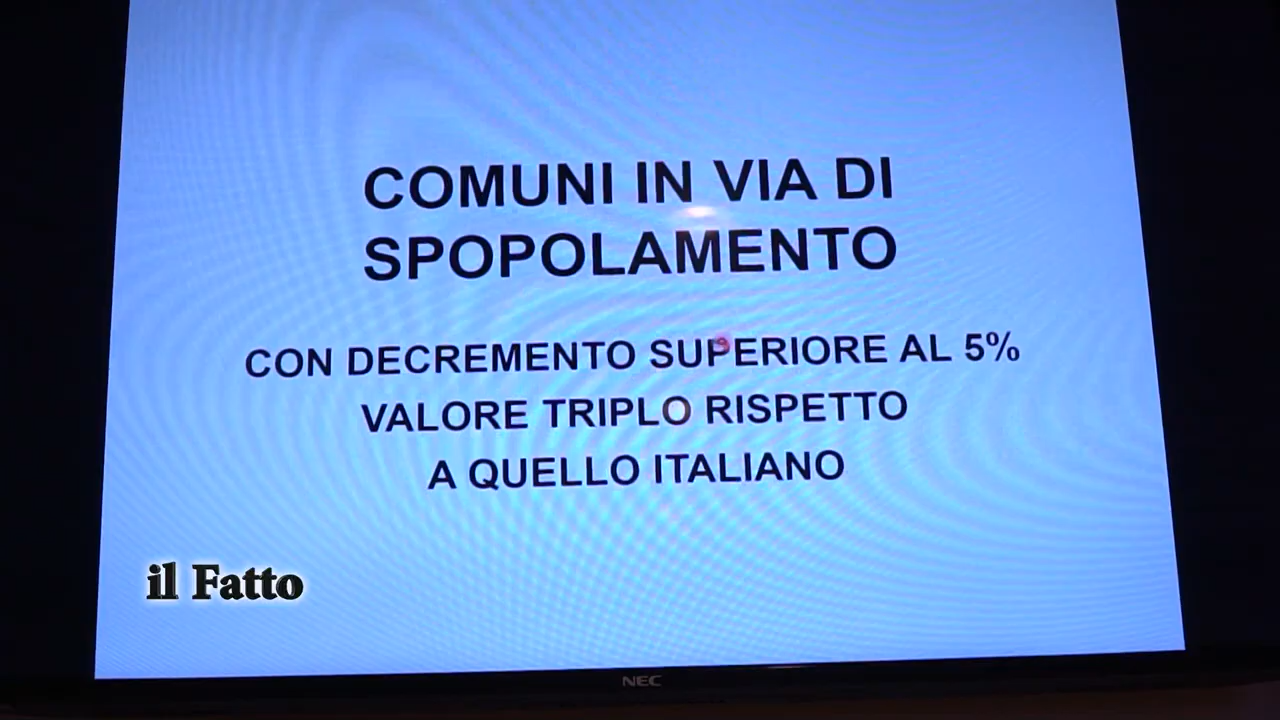 COMUNI IN VIA DI
SPOPOLAMENTO
CON DECREMENTO SUPERIORE AL 5%
VALORE TRIPLO RISPETTO
A QUELLO ITALIANO
il Fatto
NEC